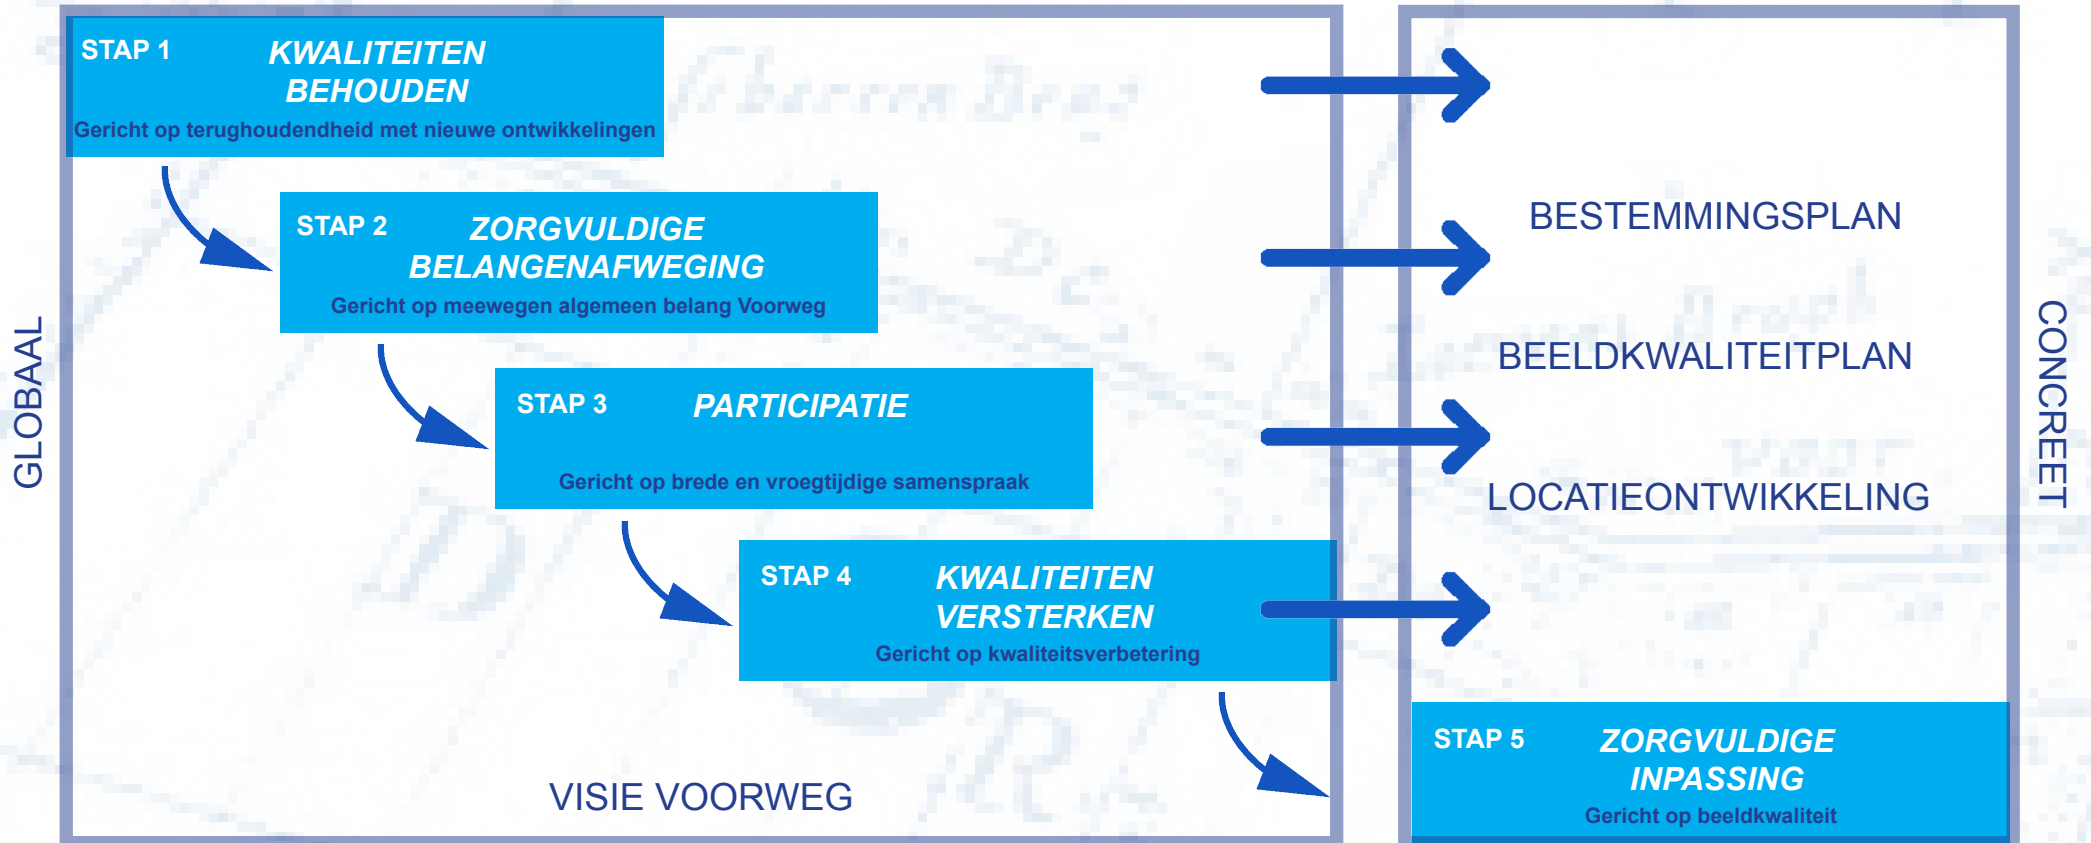 STAP 1
KWALITEITEN
BEHOUDEN
Gericht op terughoudendheid met nieuwe ontwikkelingen
STAP 2
ZORGVULDIGE
BELANGENAFWEGING
Gericht op meewegen algemeen belang Voorweg
STAP 3
PARTICIPATIE
Gericht op brede en vroegtijdige samenspraak
STAP 4
KWALITEITEN
VERSTERKEN
Gericht op kwaliteitsverbetering
GLOBAAL
VISIE VOORWEG
BESTEMMINGSPLAN
BEELDKWALITEITPLAN
LOCATIEONTWIKKELING
CONCREET
STAP 5
ZORGVULDIGE
INPASSING
Gericht op beeldkwaliteit